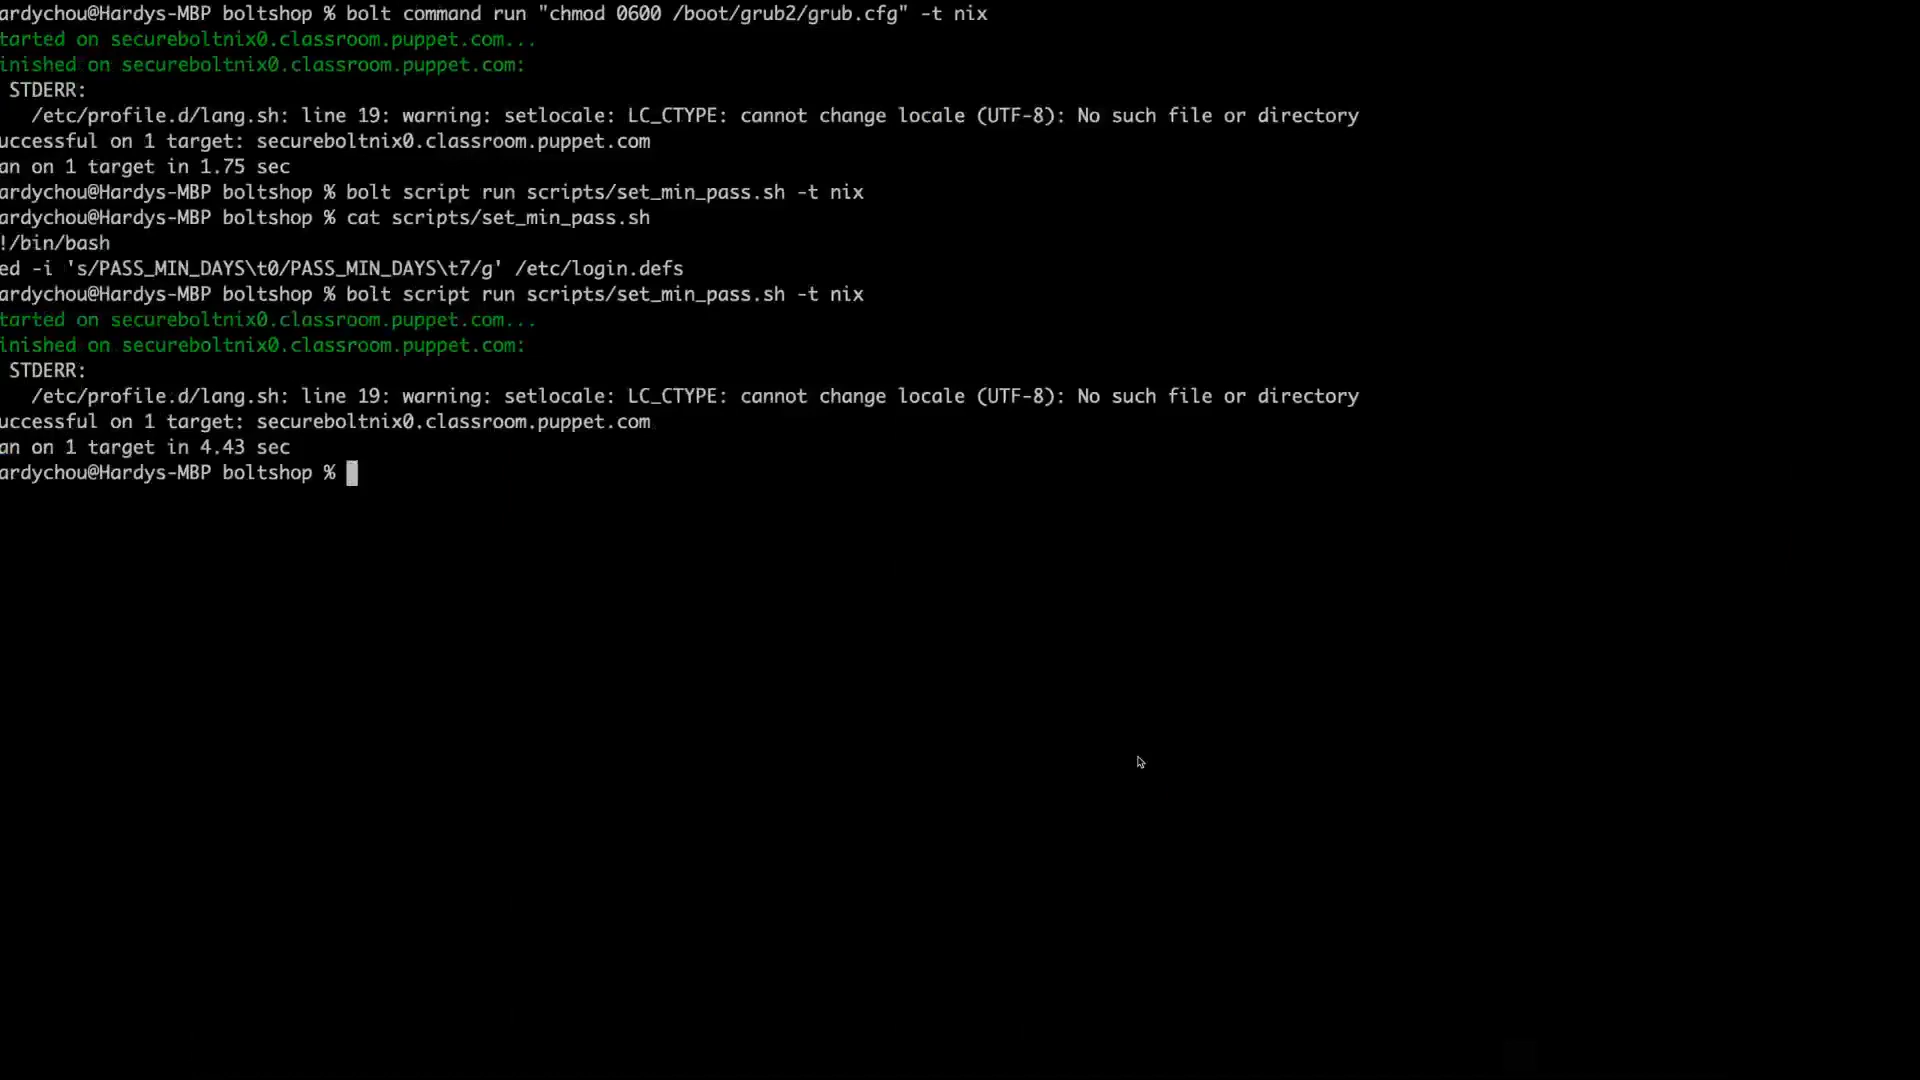 ardychou@Hardys-MBP boltshop % bolt command run "chmod 0600 /boot/grub2/grub.cfg" -t nix
tarted on secureboltnix0.classroom.puppet.com...
inished on secureboltnix0.classroom.puppet.com:
STDERR:
/etc/profile.d/lang.sh: line 19: warning: setlocale: LC_CTYPE: cannot change locale (UTF-8): No such file or directory
uccessful on 1 target: secureboltnix0.classroom.puppet.com
an on 1 target in 1.75 sec
ardychou@Hardys-MBP boltshop % bolt script run scripts/set_min_pass.sh -t nix
ardychou@Hardys-MBP boltshop % cat scripts/set_min_pass.sh
!/bin/bash
ed -i 's/PASS_MIN_DAYS\t0/PASS_MIN_DAYS\t7/g' /etc/login.defs
ardychou@Hardys-MBP boltshop % bolt script run scripts/set_min_pass.sh -t nix
tarted on secureboltnix0.classroom.puppet.com...
inished on secureboltnix0.classroom.puppet.com:
STDERR:
/etc/profile.d/lang.sh: line 19: warning: setlocale: LC_CTYPE: cannot change locale (UTF-8): No such file or directory
uccessful on 1 target: secureboltnix0.classroom.puppet.com
an on 1 target in 4.43 sec
ardychou@Hardys-MBP boltshop %